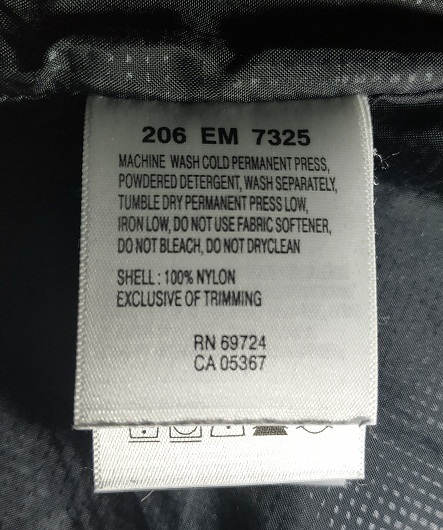 206 EM 7325
MACHINE WASH COLD PERMANENT PRESS,
POWDERED DETERGENT, WASH SEPARATELY,
TUMBLE DRY PERMANENT PRESS LOW,
IRON LOW, DO NOT USE FABRIC SOFTENER,
DO NOT BLEACH, DO NOT DRYCLEAN
SHELL : 100% NYLON
EXCLUSIVE OF TRIMMING
RN 69724
CA 05367